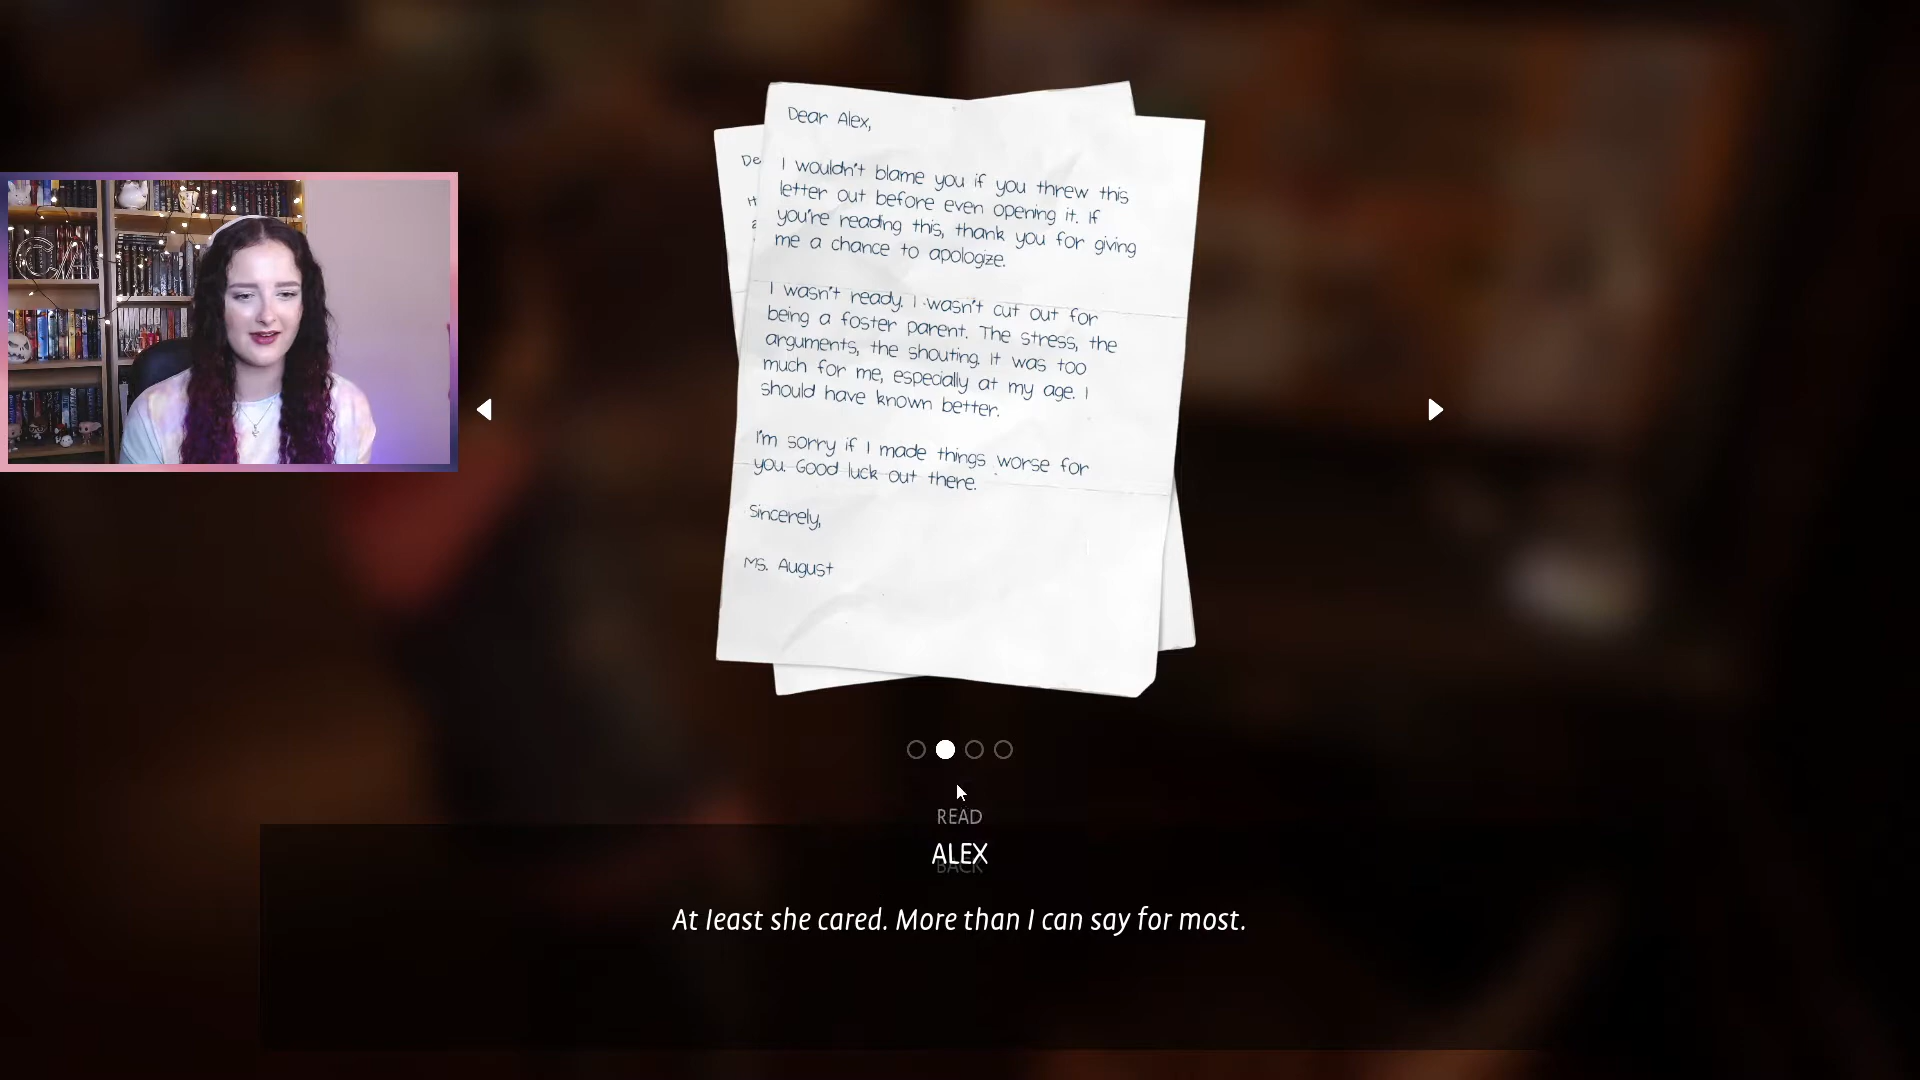 Dear Alex,
De
I wouldn't blame you if you threw this
letter out before even opening it. If
you're reading this, thank you for giving
me a chance to apologize.
I wasn't ready. I wasn't cut out for
being a foster parent. The stress, the
arguments, the shouting. It was too
much for me, especially at my age. I
should have known better.
I'm sorry if I made things worse for
you. Good luck out there.
Sincerely,
Ms. August
READ
ALEX
BACK
At least she cared. More than I can say for most.